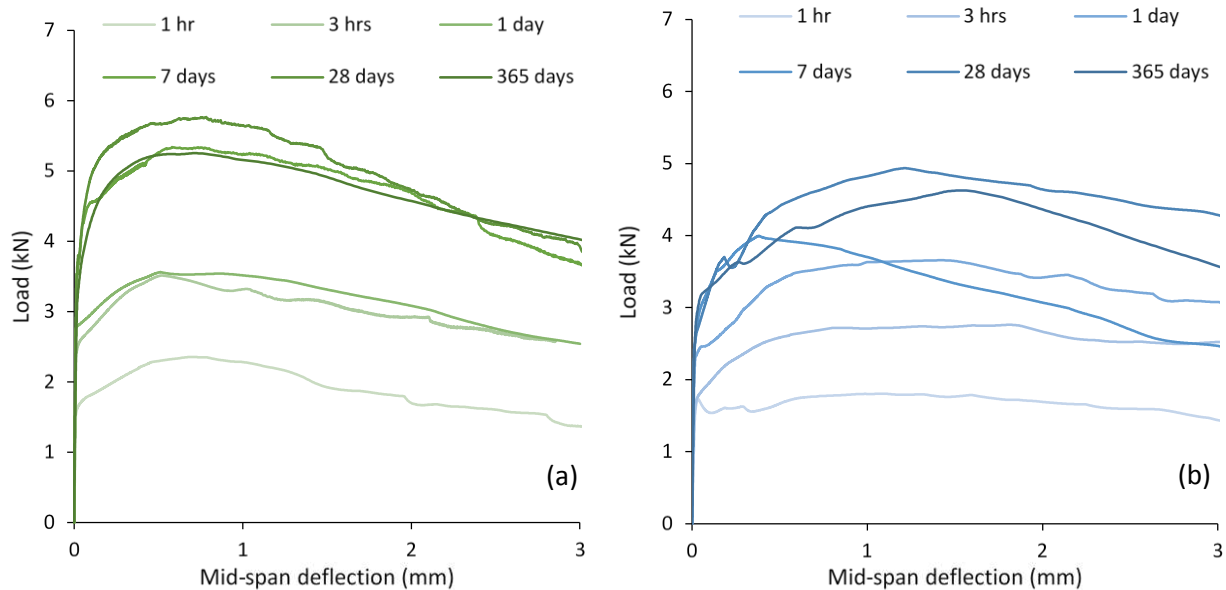 1 hr 3 hrs 1 day
7 days 28 days 365 days
7
6
5
4
3
2
1
0
Load (kN)
0 1 2 3
Mid-span deflection (mm)
(a)
1 hr 3 hrs 1 day
7 days 28 days 365 days
7
6
5
4
3
2
1
0
Load (kN)
0 1 2 3
Mid-span deflection (mm)
(b)